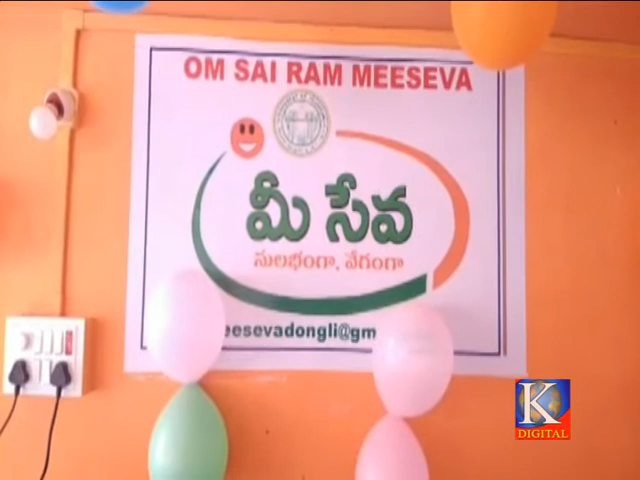 OM SAI RAM MEESEVA
మీ సేవ
సులభంగా, వేగంగా
eesevadongli@gm
K
DIGITAL